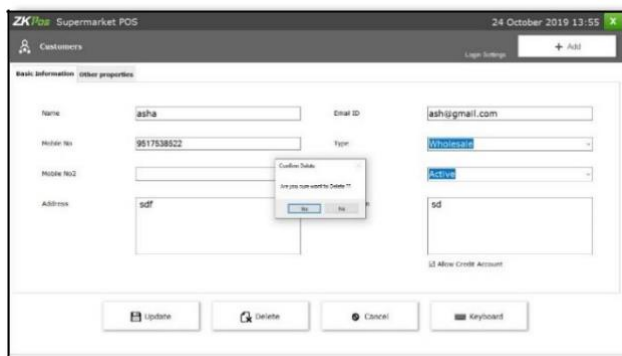 ZKPos Supermarket POS
24 October 2019 13:55 X
Customers
Login Settings
+ Add
Basic Information Other properties
Name
asha
Email ID
ash@gmail.com
Mobile No
9517538522
Type
Wholesale
Mobile No2
Active
Confirm Delete
Are you sure want to Delete ??
Yes No
Address
sdf
sd
Allow Credit Account
Update
Delete
Cancel
Keyboard